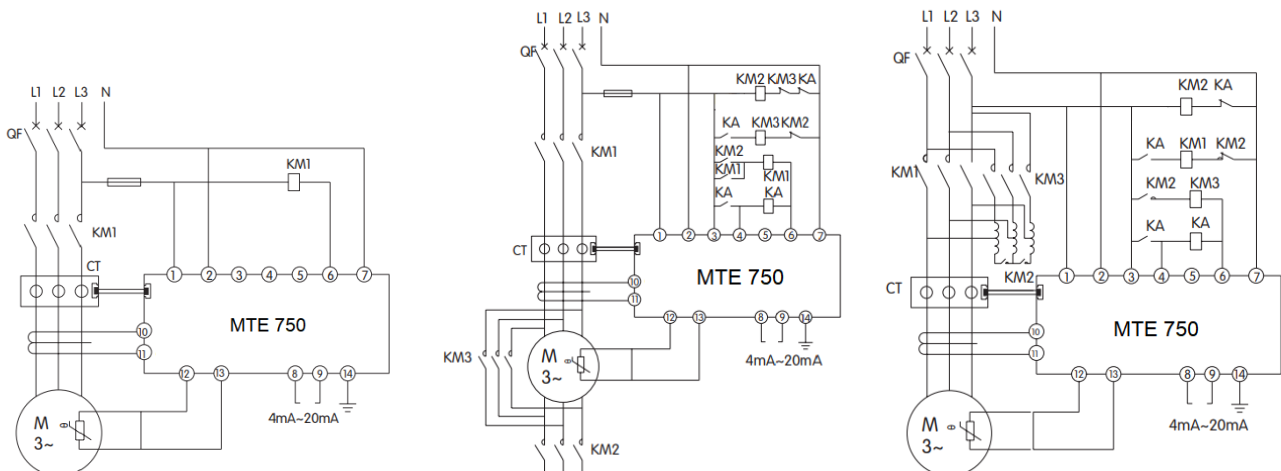 L1 L2 L3 N
QF
KM1
KM1
CT
1 2 3 4 5 6 7
MTE 750
10
11
12 13 8 9 14
4mA~20mA
M
3~
θ
L1 L2 L3 N
QF
KM2 KM3 KA
KA KM3 KM2
KM1
KM2
KM1 KM1
KA KA
1 2 3 4 5 6 7
CT
MTE 750
10
11
12 13 8 9 14
4mA~20mA
KM3
M
3~
θ
KM2
L1 L2 L3 N
QF
KM2 KA
KA KM1 KM2
KM1 KM3
KM2 KM3
KA KA
KM2
1 2 3 4 5 6 7
CT
MTE 750
10
11
12 13 8 9 14
4mA~20mA
M
3~
θ